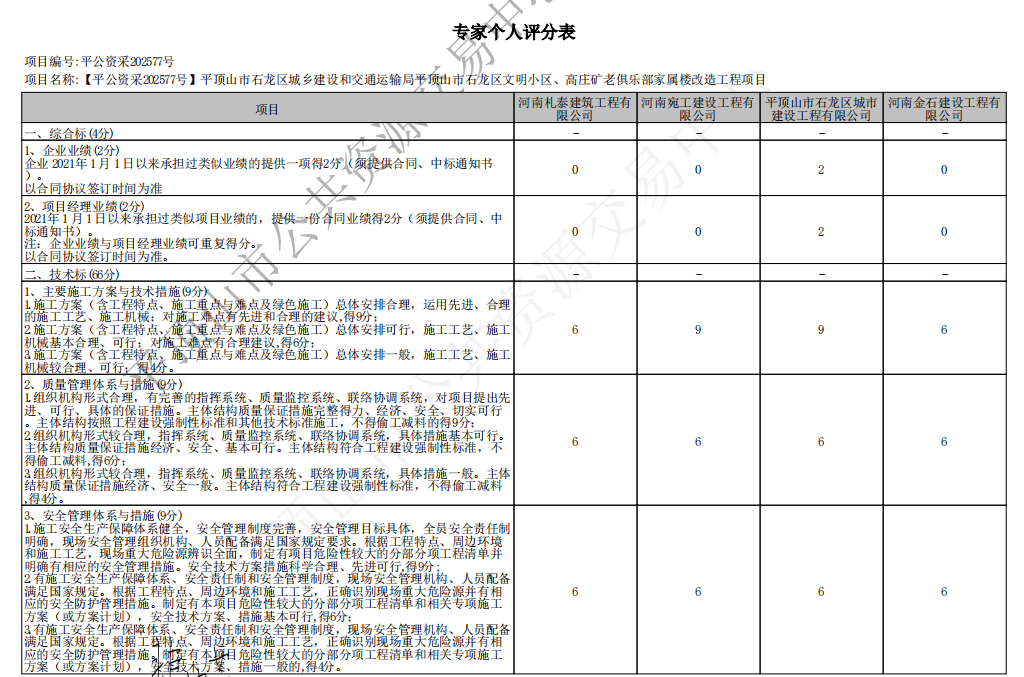 专家个人评分表
项目编号:平公资采202577号
项目名称:【平公资采202577号】平顶山市石龙区城乡建设和交通运输局平顶山市石龙区文明小区、高庄矿老俱乐部家属楼改造工程项目
项目
河南札泰建筑工程有
限公司
河南宛工建设工程有
限公司
平顶山市石龙区城市
建设工程有限公司
河南金石建设工程有
限公司
一、综合标(4分) - - - -
1、企业业绩(2分)
企业 2021年 1 月 1 日以来承担过类似业绩的提供一项得2分（须提供合同、中标通知书
）。
以合同协议签订时间为准
0 0 2 0
2、项目经理业绩(2分)
2021年 1 月 1 日以来承担过类似项目业绩的，提供一份合同业绩得2分（须提供合同、中
标通知书）。
注：企业业绩与项目经理业绩可重复得分。
以合同协议签订时间为准。
0 0 2 0
二、技术标(66分) - - - -
1、主要施工方案与技术措施(9分)
1.施工方案（含工程特点、施工重点与难点及绿色施工）总体安排合理，运用先进、合理
的施工工艺、施工机械；对施工难点有先进和合理的建议,得9分；
2.施工方案（含工程特点、施工重点与难点及绿色施工）总体安排可行，施工工艺、施工
机械基本合理、可行；对施工难点有合理建议,得6分；
3.施工方案（含工程特点、施工重点与难点及绿色施工）总体安排一般，施工工艺、施工
机械较合理、可行；得4分。
6 9 9 6
2、质量管理体系与措施(9分)
1.组织机构形式合理，有完善的指挥系统、质量监控系统、联络协调系统，对项目提出先
进、可行、具体的保证措施。主体结构质量保证措施完整得力、经济、安全、切实可行
。主体结构按照工程建设强制性标准和其他技术标准施工，不得偷工减料的得9分；
2.组织机构形式较合理，指挥系统、质量监控系统、联络协调系统，具体措施基本可行。
主体结构质量保证措施经济、安全、基本可行。主体结构符合工程建设强制性标准，不
得偷工减料,得6分；
3.组织机构形式较合理，指挥系统、质量监控系统、联络协调系统，具体措施一般。主体
结构质量保证措施经济、安全一般。主体结构符合工程建设强制性标准，不得偷工减料
,得4分。
6 6 6 6
3、安全管理体系与措施(9分)
1.施工安全生产保障体系健全，安全管理制度完善，安全管理目标具体，全员安全责任制
明确，现场安全管理组织机构、人员配备满足国家规定要求。根据工程特点、周边环境
和施工工艺，现场重大危险源辨识全面，制定有项目危险性较大的分部分项工程清单并
明确有相应的安全管理措施。安全技术方案措施科学合理、先进可行,得9分；
2.有施工安全生产保障体系、安全责任制和安全管理制度，现场安全管理机构、人员配备
满足国家规定。根据工程特点、周边环境和施工工艺，正确识别现场重大危险源并有相
应的安全防护管理措施。制定有本项目危险性较大的分部分项工程清单和相关专项施工
方案（或方案计划），安全技术方案、措施基本可行,得6分；
3.有施工安全生产保障体系、安全责任制和安全管理制度，现场安全管理机构、人员配备
满足国家规定。根据工程特点、周边环境和施工工艺，正确识别现场重大危险源并有相
应的安全防护管理措施。制定有本项目危险性较大的分部分项工程清单和相关专项施工
方案（或方案计划），安全技术方案、措施一般的,得4分。
6 6 6 6
平顶山市公共资源交易中心